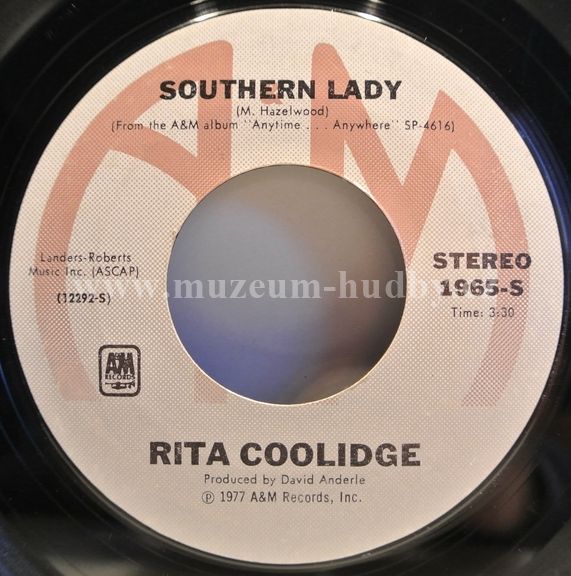 SOUTHERN LADY
(M. Hazelwood)
(From the A&M album "Anytime . . . Anywhere" SP-4616)
Landers-Roberts
Music Inc. (ASCAP)
(12292-S)
STEREO
1965-S
Time: 3:30
www.muzeum-hudby
A&M
RECORDS
RITA COOLIDGE
Produced by David Anderle
℗ 1977 A&M Records, Inc.